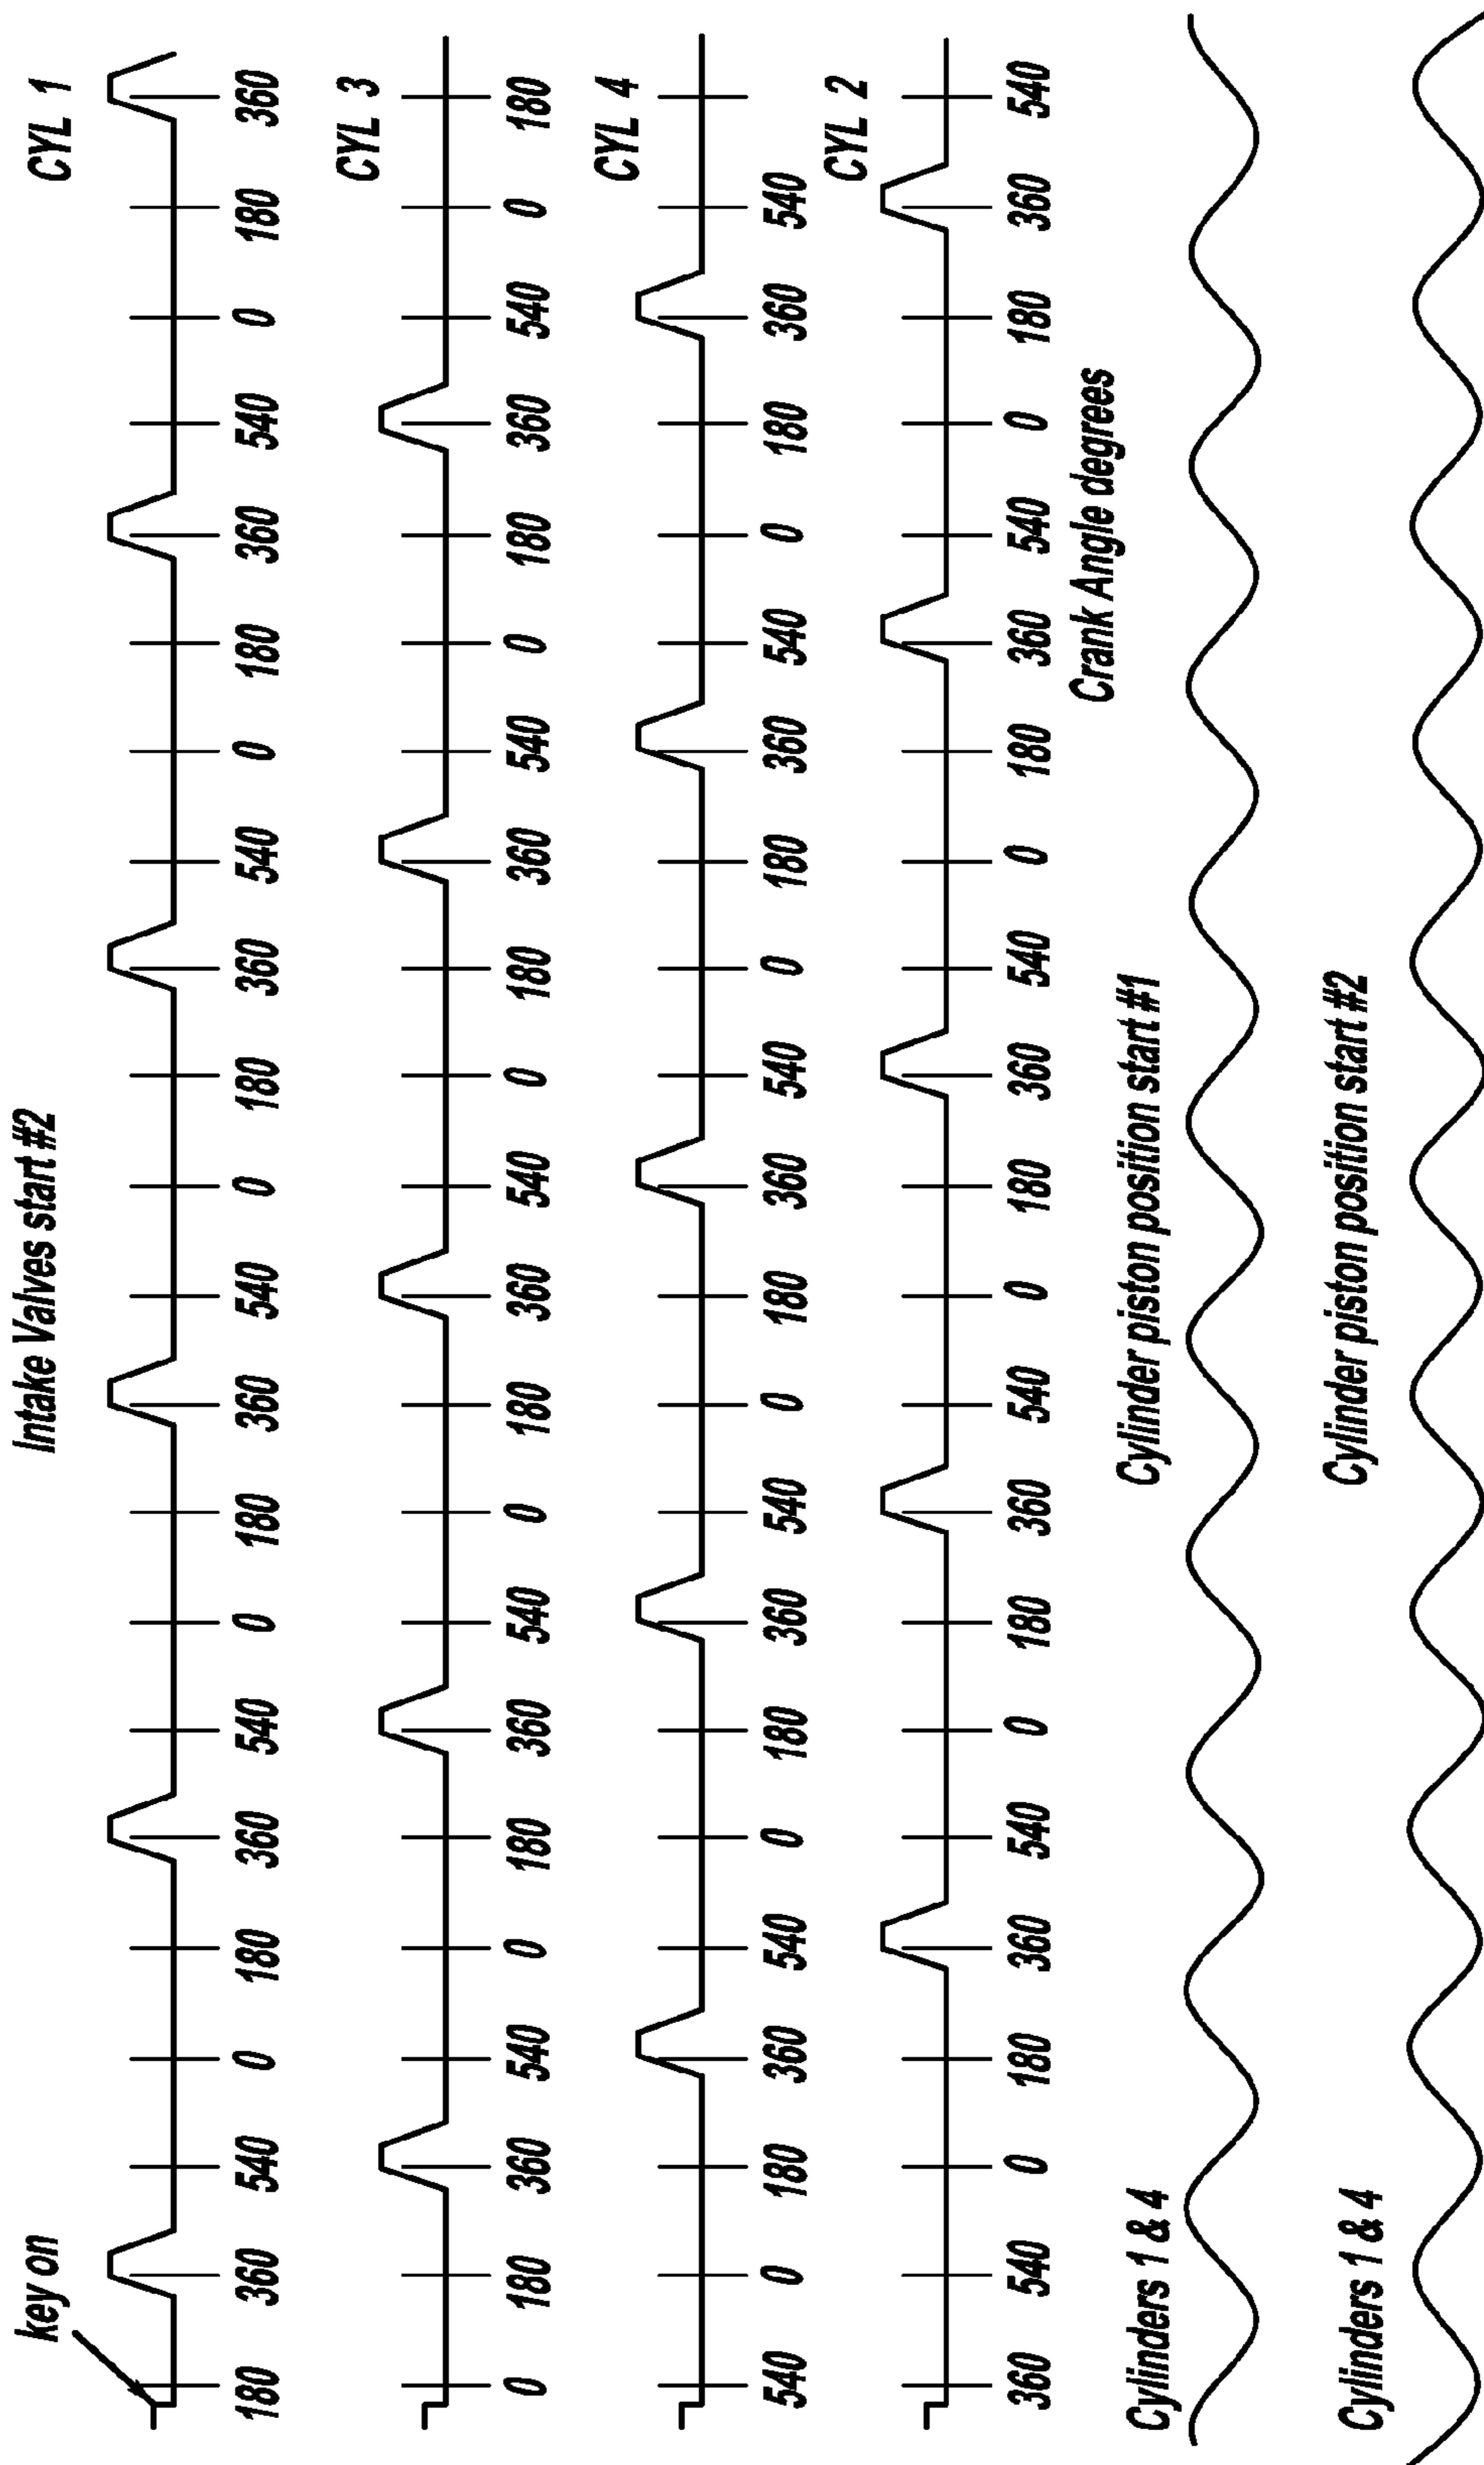 key on Intake Valves start #2 CYL 1
180 360 540 0 180 360 540 0 180 360 540 0 180 360 540 0 180 360 540 0 180 360
CYL 3
0 180 360 540 0 180 360 540 0 180 360 540 0 180 360 540 0 180 360 540 0 180
CYL 4
540 0 180 360 540 0 180 360 540 0 180 360 540 0 180 360 540 0 180 360 540
CYL 2
360 540 0 180 360 540 0 180 360 540 0 180 360 540 0 180 360 540 0 180 360 540
Crank Angle degrees
Cylinders 1 & 4 Cylinder piston position start #1
Cylinders 1 & 4 Cylinder piston position start #2